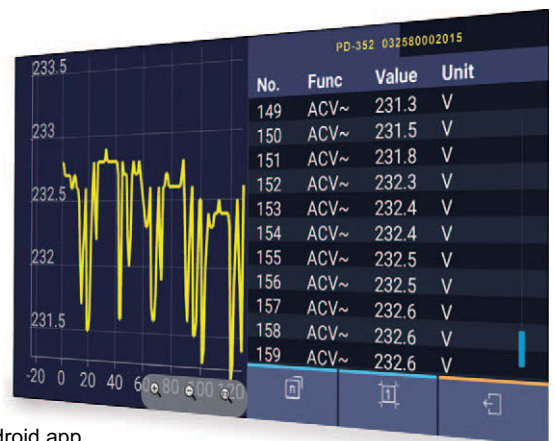 PD-352 032580002015
233.5
233
232.5
232
231.5
-20 0 20 40 60 80 100 120
No. Func Value Unit
149 ACV~ 231.3 V
150 ACV~ 231.5 V
151 ACV~ 231.8 V
152 ACV~ 232.3 V
153 ACV~ 232.4 V
154 ACV~ 232.4 V
155 ACV~ 232.5 V
156 ACV~ 232.5 V
157 ACV~ 232.6 V
158 ACV~ 232.6 V
159 ACV~ 232.6 V
n 1
droid app